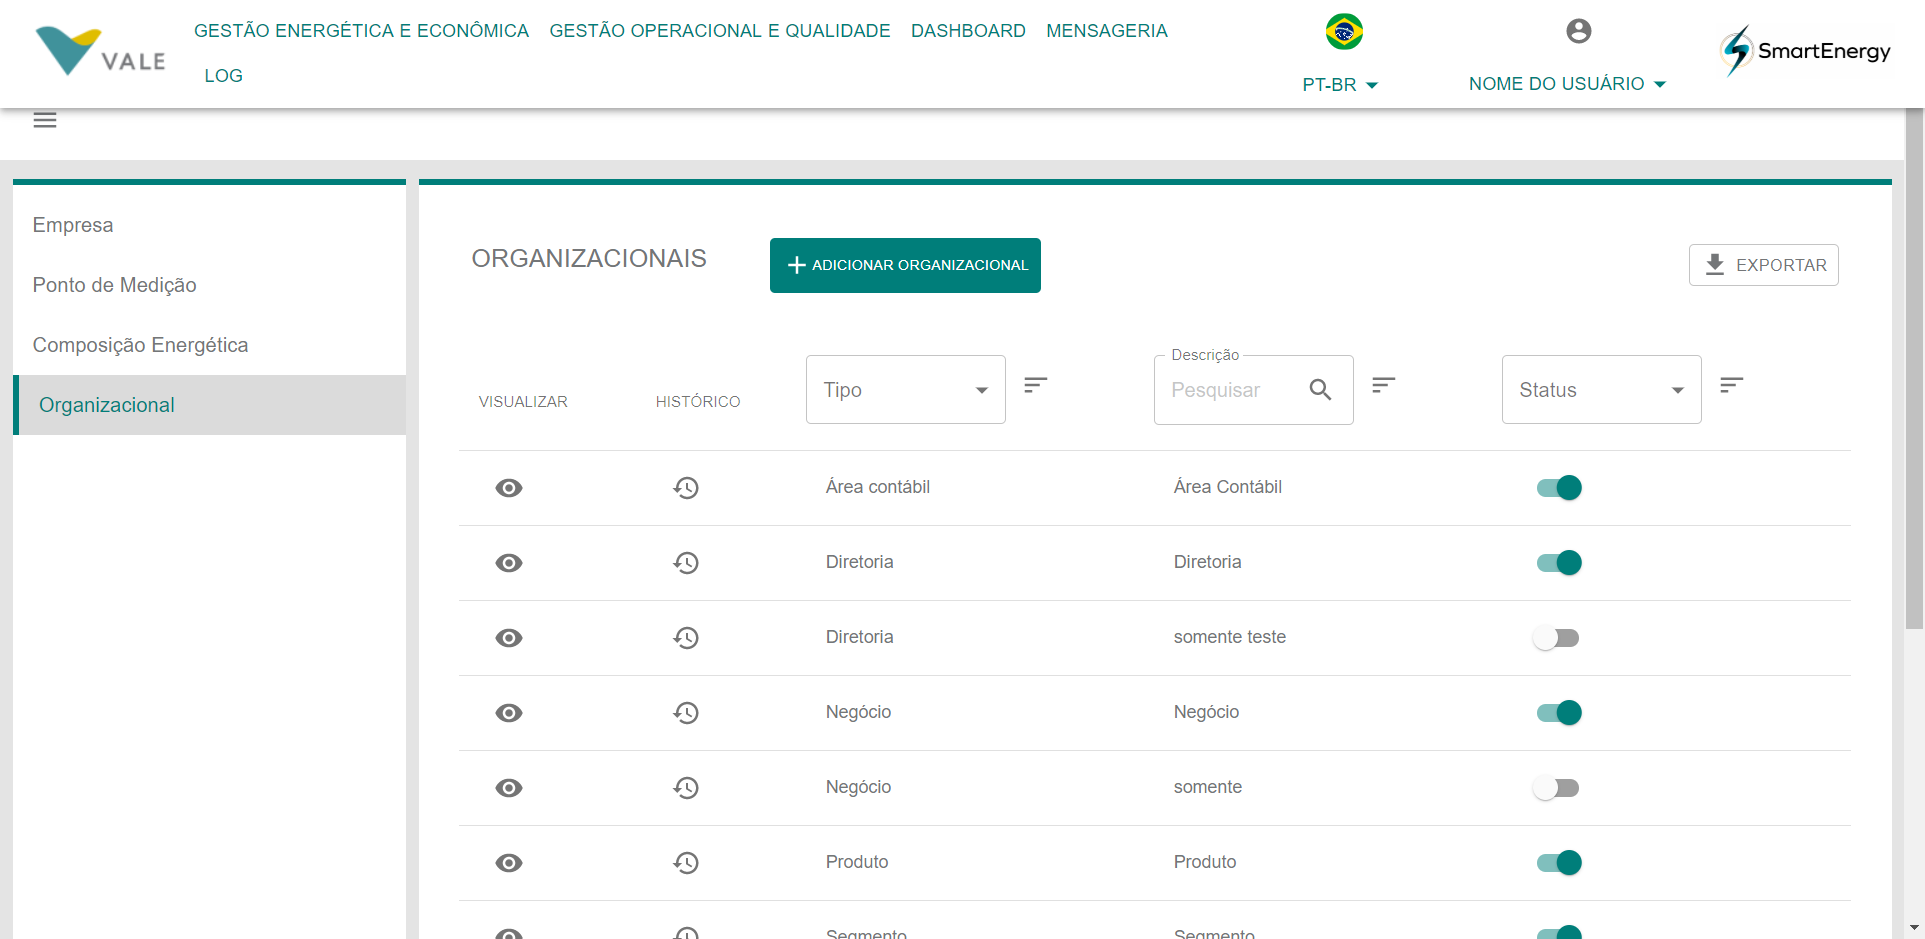 VALE
GESTÃO ENERGÉTICA E ECONÔMICA GESTÃO OPERACIONAL E QUALIDADE DASHBOARD MENSAGERIA
LOG
PT-BR
NOME DO USUÁRIO
SmartEnergy
Empresa
Ponto de Medição
Composição Energética
Organizacional
ORGANIZACIONAIS
ADICIONAR ORGANIZACIONAL
EXPORTAR
VISUALIZAR
HISTÓRICO
Tipo
Descrição
Pesquisar
Status
Área contábil Área Contábil
Diretoria Diretoria
Diretoria somente teste
Negócio Negócio
Negócio somente
Produto Produto
Segmento Segmento